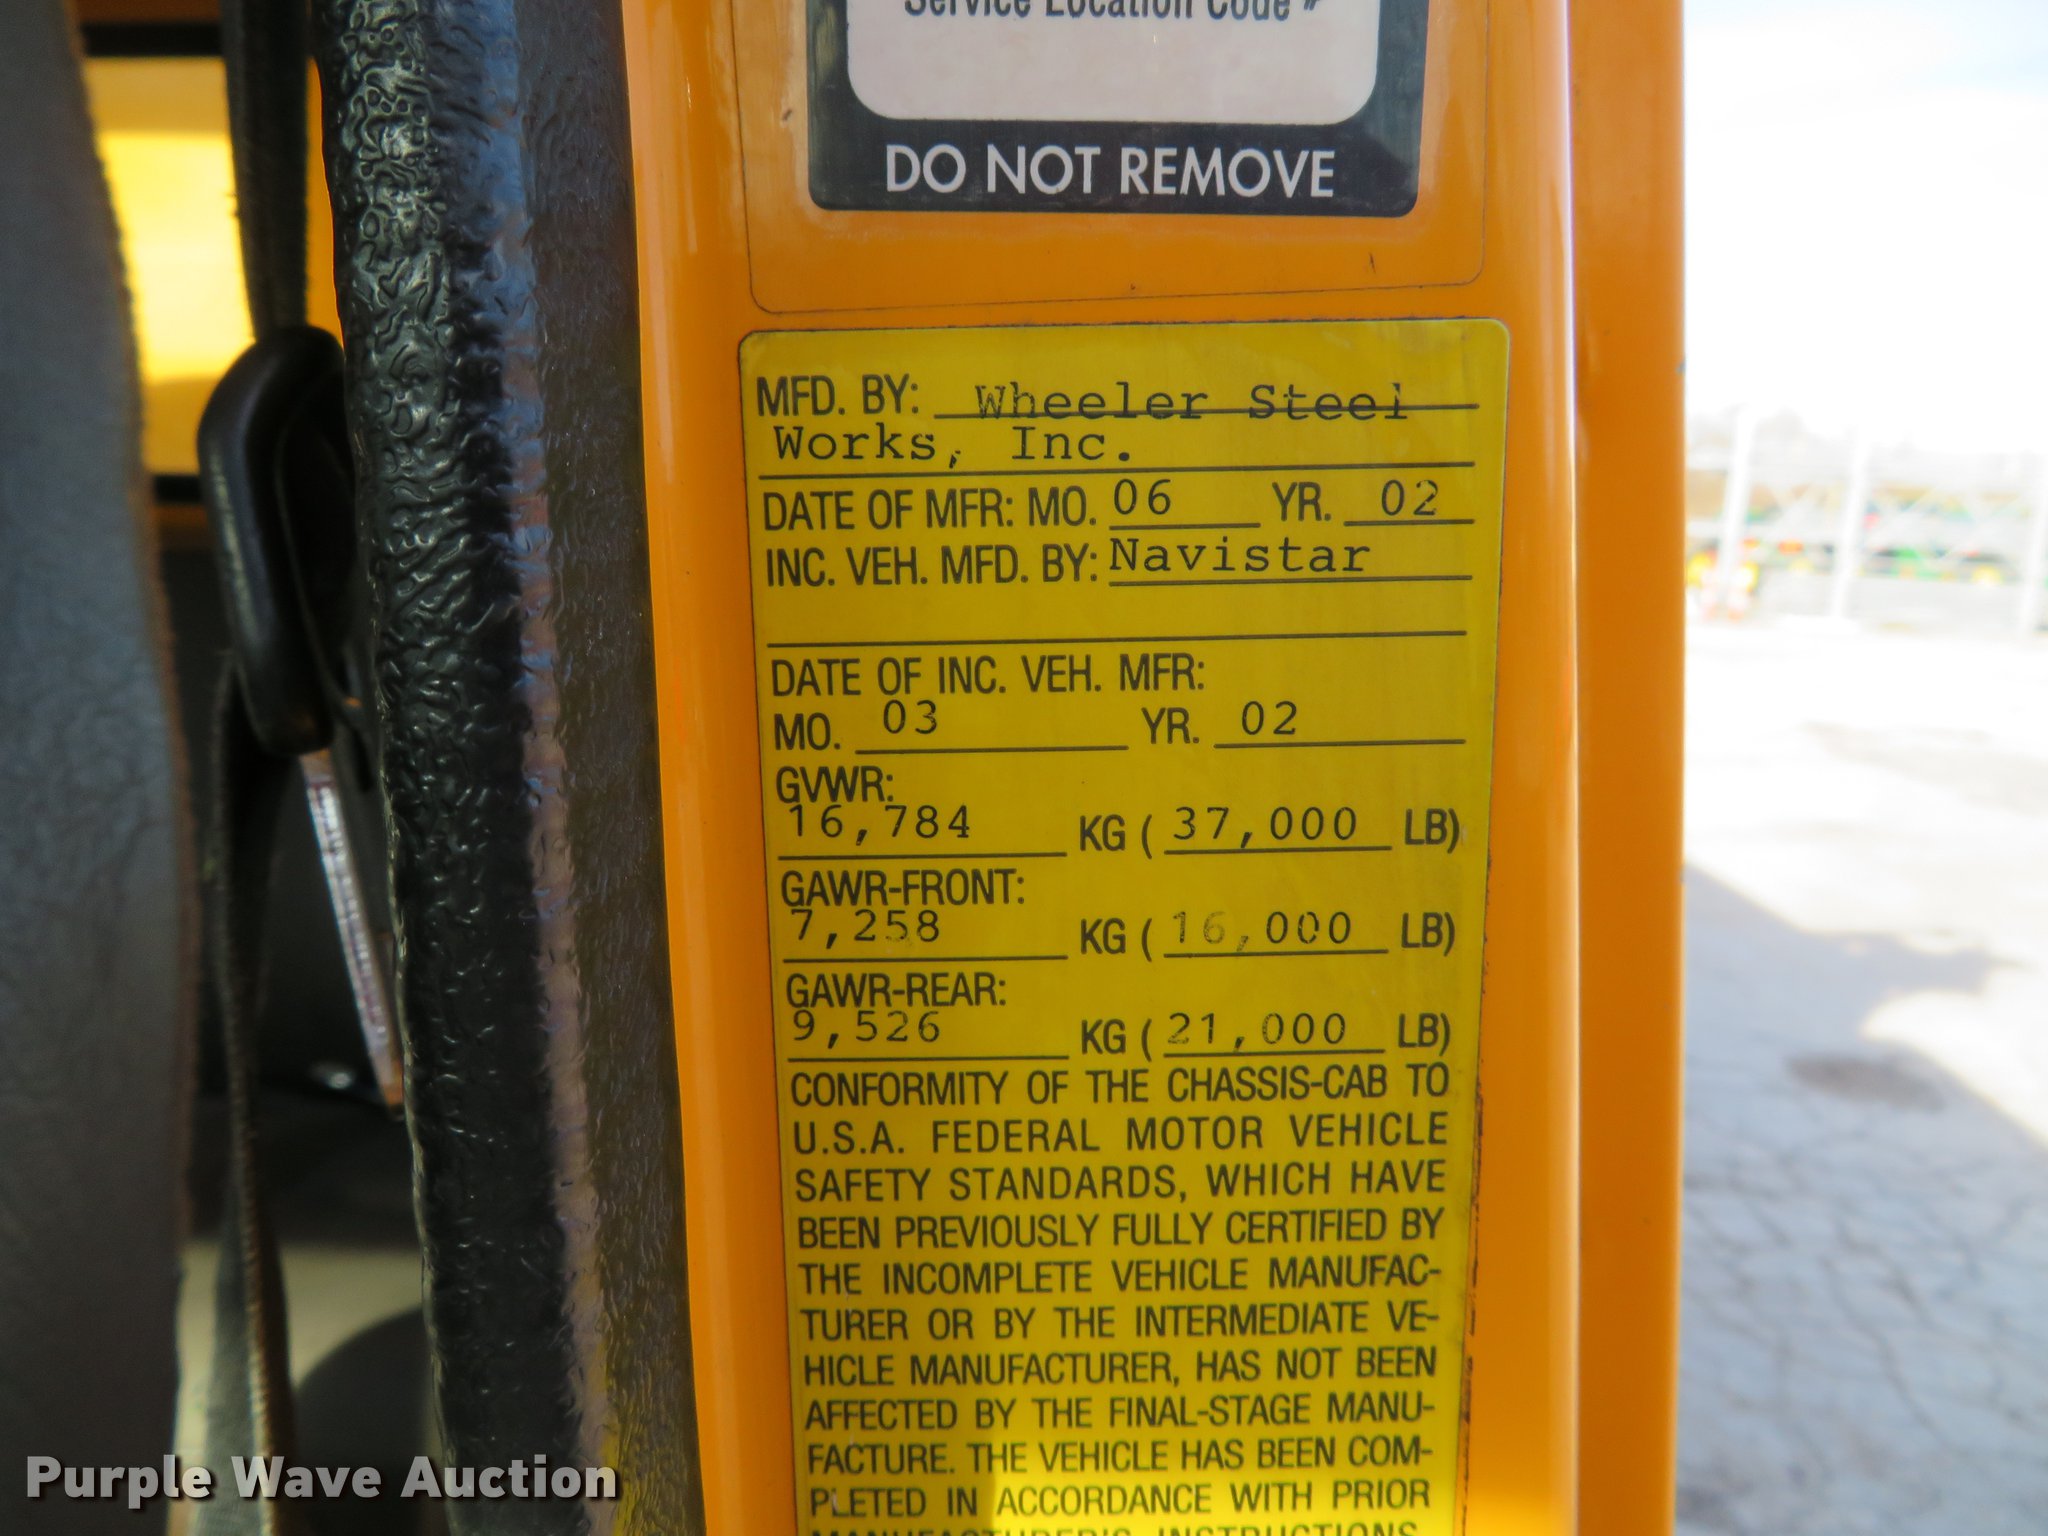 Service Location Code #
DO NOT REMOVE
MFD. BY: Wheeler Steel
Works, Inc.
DATE OF MFR: MO. 06 YR. 02
INC. VEH. MFD. BY: Navistar
DATE OF INC. VEH. MFR:
MO. 03 YR. 02
GVWR:
16,784 KG ( 37,000 LB)
GAWR-FRONT:
7,258 KG ( 16,000 LB)
GAWR-REAR:
9,526 KG ( 21,000 LB)
CONFORMITY OF THE CHASSIS-CAB TO
U.S.A. FEDERAL MOTOR VEHICLE
SAFETY STANDARDS, WHICH HAVE
BEEN PREVIOUSLY FULLY CERTIFIED BY
THE INCOMPLETE VEHICLE MANUFAC-
TURER OR BY THE INTERMEDIATE VE-
HICLE MANUFACTURER, HAS NOT BEEN
AFFECTED BY THE FINAL-STAGE MANU-
FACTURE. THE VEHICLE HAS BEEN COM-
PLETED IN ACCORDANCE WITH PRIOR
MANUFACTURER'S INSTRUCTIONS
Purple Wave Auction